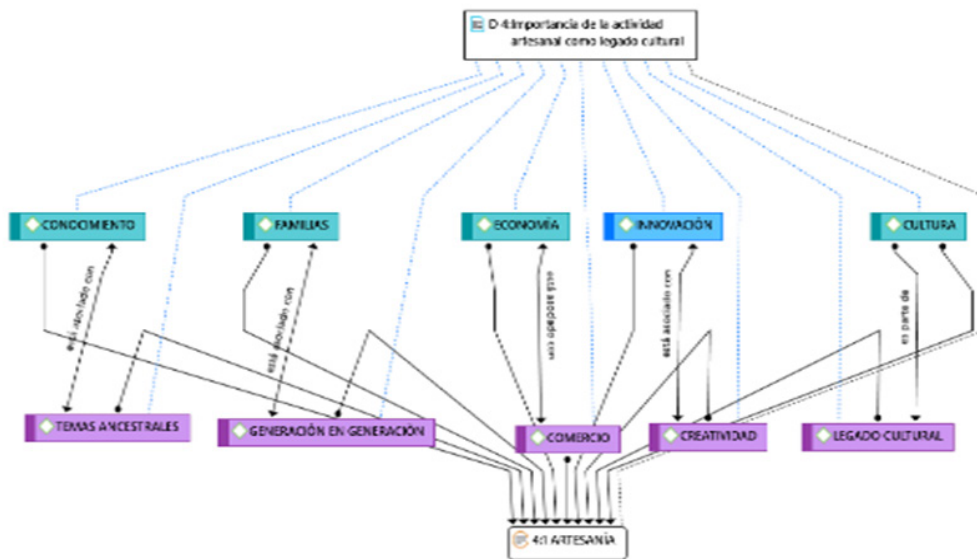 D 4:Importancia de la actividad
artesanal como legado cultural
CONOCIMIENTO
FAMILIAS
ECONOMÍA
INNOVACIÓN
CULTURA
está asociado con
está asociado con
está asociado con
está asociado con
es parte de
TEMAS ANCESTRALES
GENERACIÓN EN GENERACIÓN
COMERCIO
CREATIVIDAD
LEGADO CULTURAL
4:1 ARTESANÍA